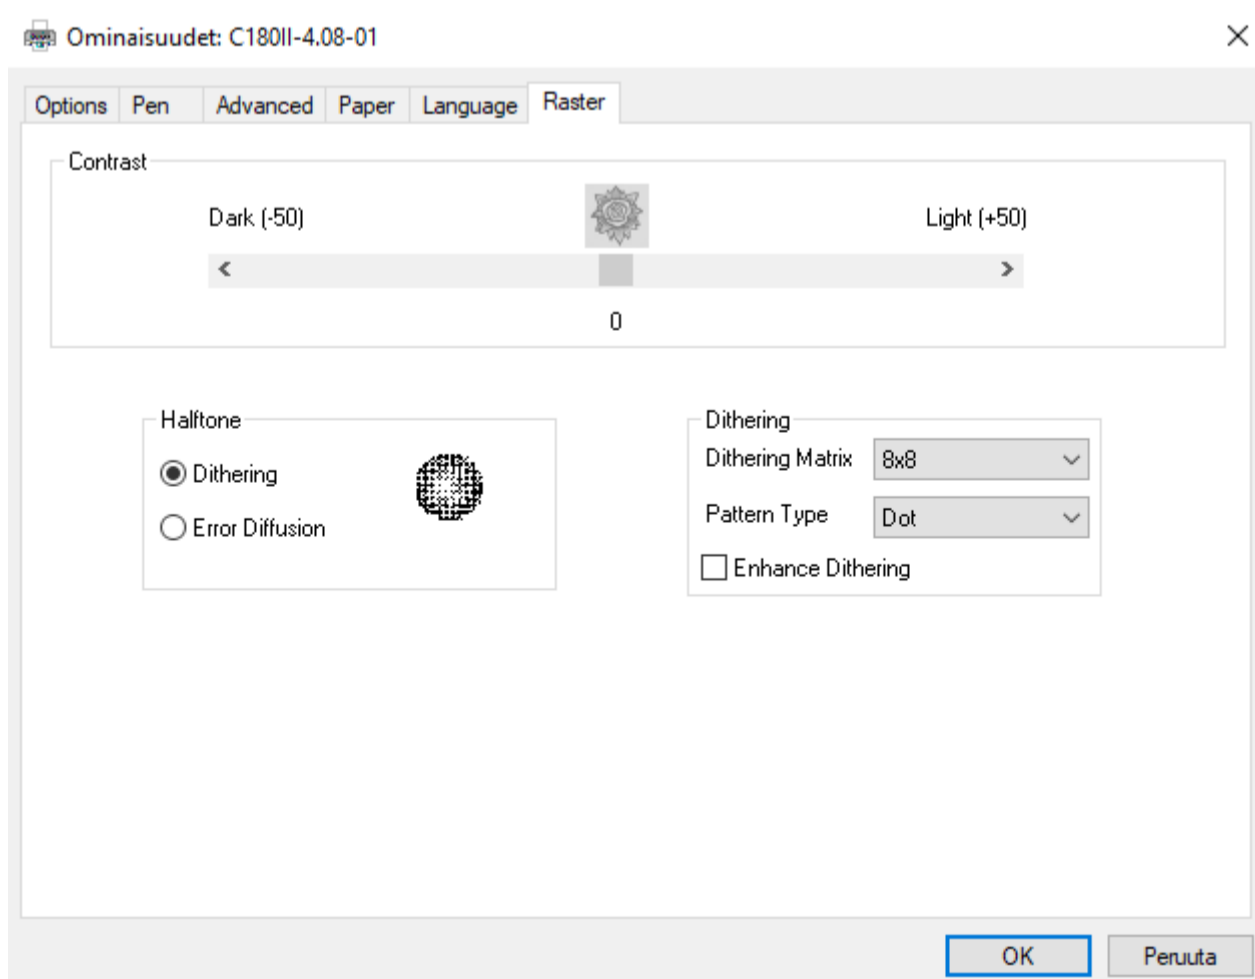 Ominaisuudet: C180II-4.08-01
Options Pen Advanced Paper Language Raster
Contrast
Dark (-50) Light (+50)
0
Halftone
Dithering
Error Diffusion
Dithering
Dithering Matrix 8x8
Pattern Type Dot
Enhance Dithering
OK Peruuta